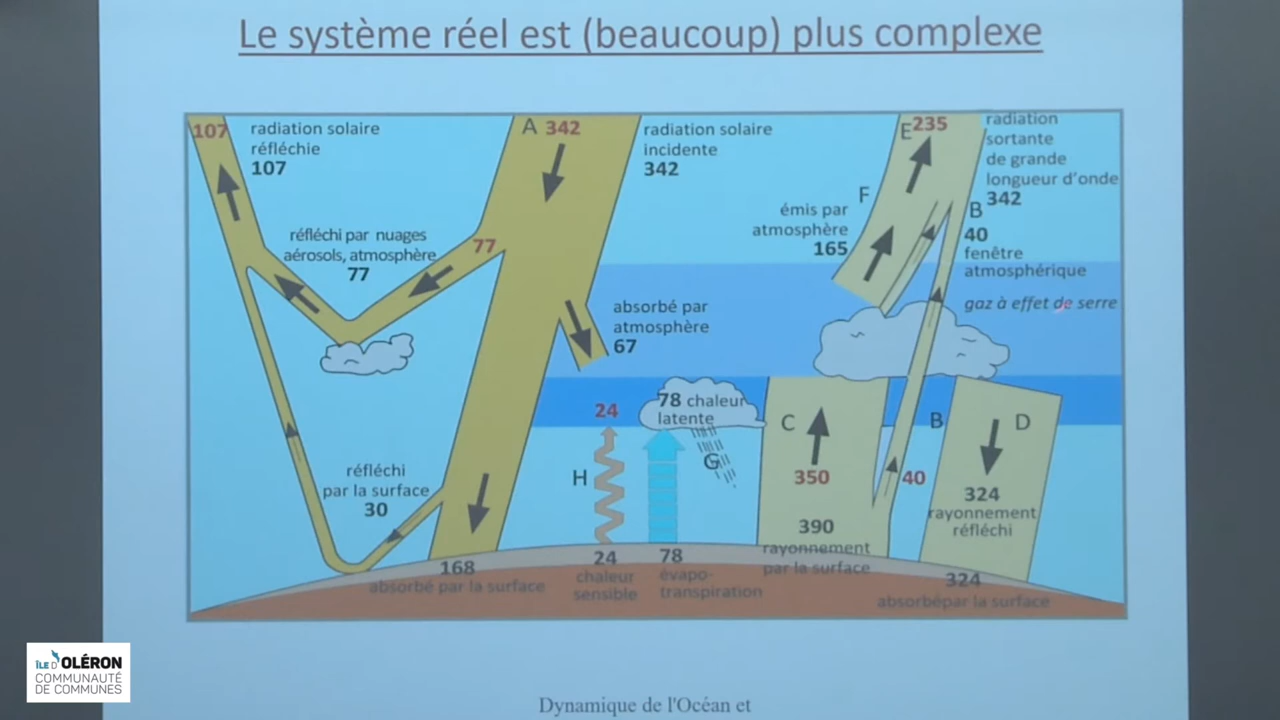 Le système réel est (beaucoup) plus complexe
107
radiation solaire
réfléchie
107
A 342
radiation solaire
incidente
342
E 235
radiation
sortante
de grande
longueur d'onde
342
F
émis par
atmosphère
165
B
40
fenêtre
atmosphérique
gaz à effet de serre
réfléchi par nuages
aérosols, atmosphère
77
77
absorbé par
atmosphère
67
24
78 chaleur
latente
H
G
C
350
390
rayonnement
par la surface
B
40
D
324
rayonnement
réfléchi
réfléchi
par la surface
30
168
absorbé par la surface
24
chaleur
sensible
78
évapo-
transpiration
324
absorbépar la surface
ÎLE D'OLÉRON
COMMUNAUTÉ
DE COMMUNES
Dynamique de l'Océan et